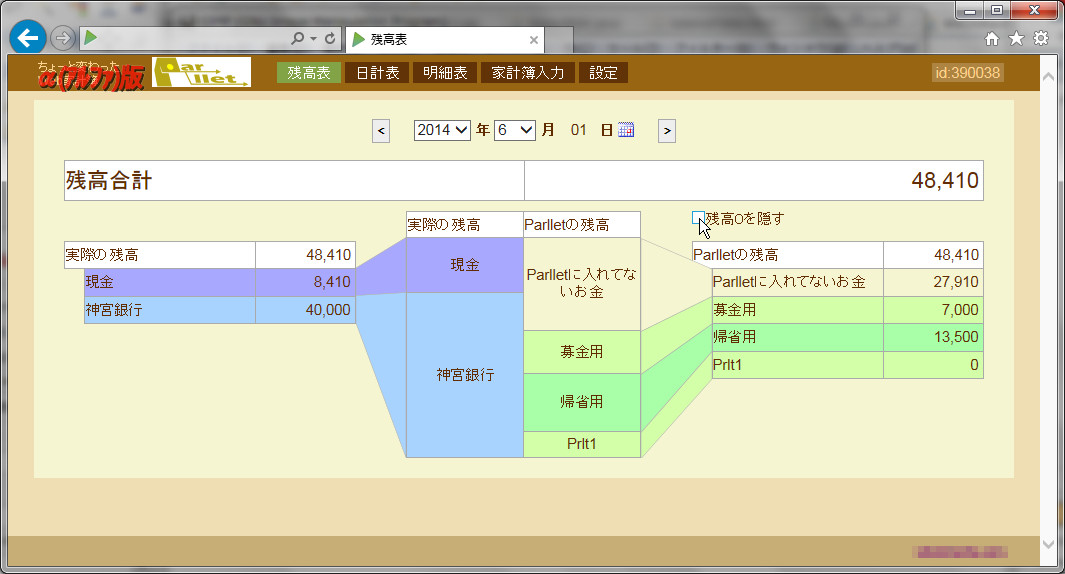 残高表
ちょっと変わった
α(アルファ)版
Parllet
残高表 日計表 明細表 家計簿入力 設定
id:390038
< 2014 年 6 月 01 日 >
残高合計 48,410
残高0を隠す
実際の残高 48,410
現金 8,410
神宮銀行 40,000
実際の残高 Parlletの残高
現金
神宮銀行
Parlletに入れてな
いお金
募金用
帰省用
Prlt1
Parlletの残高 48,410
Parlletに入れてないお金 27,910
募金用 7,000
帰省用 13,500
Prlt1 0